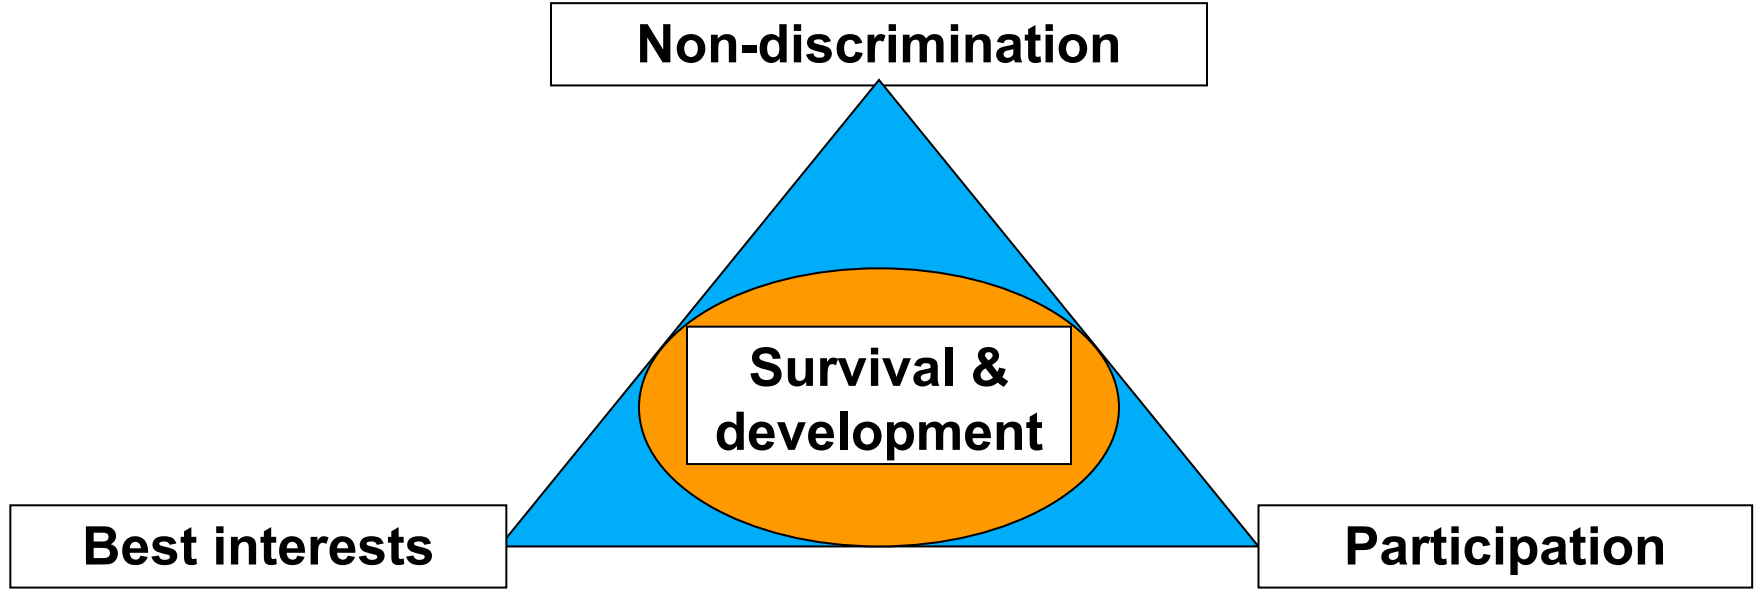 Non-discrimination
Survival &
development
Best interests
Participation